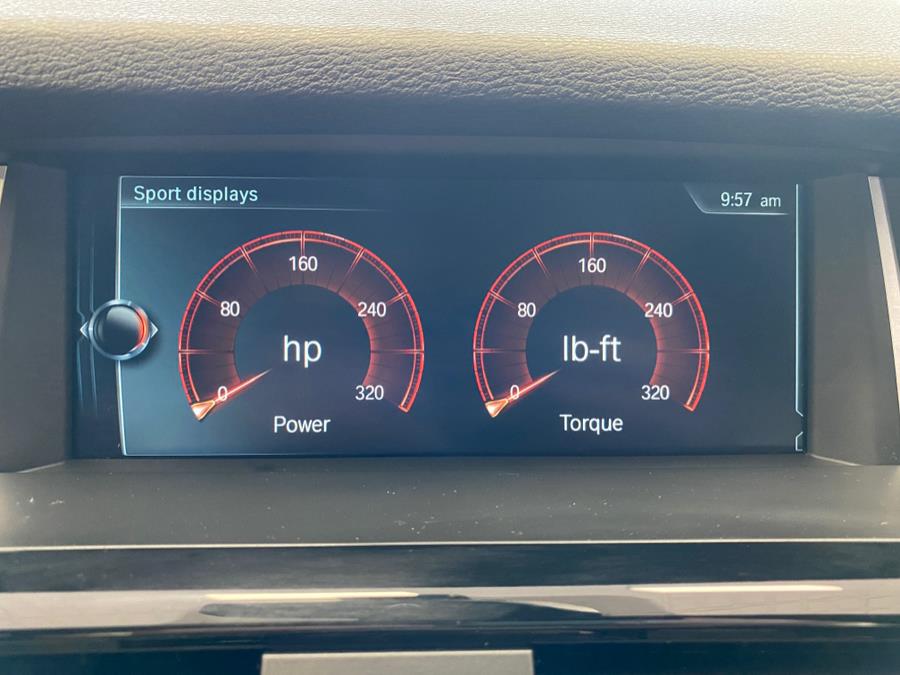 Sport displays
9:57 am
160
80
240
hp
0
320
Power
160
80
240
lb-ft
0
320
Torque